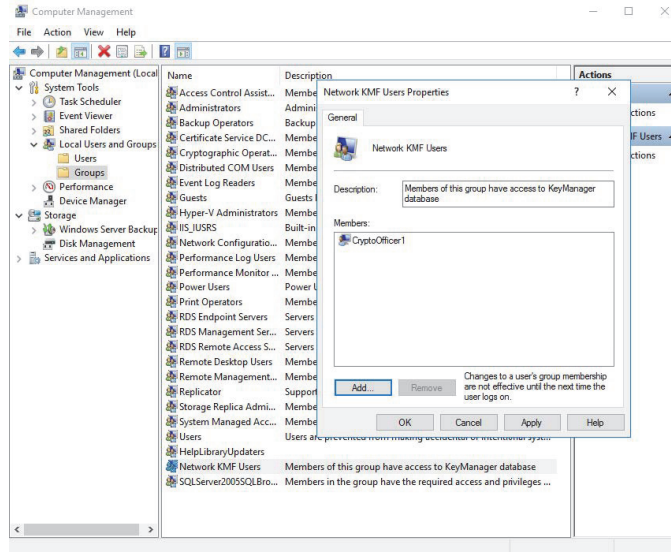 Computer Management
File Action View Help
Computer Management (Local
System Tools
Task Scheduler
Event Viewer
Shared Folders
Local Users and Groups
Users
Groups
Performance
Device Manager
Storage
Windows Server Backup
Disk Management
Services and Applications
Name Description
Access Control Assist... Membe
Administrators Admini
Backup Operators Backup
Certificate Service DC... Membe
Cryptographic Operat... Membe
Distributed COM Users Membe
Event Log Readers Membe
Guests Guests
Hyper-V Administrators Membe
IIS_IUSRS Built-in
Network Configuratio... Membe
Performance Log Users Membe
Performance Monitor ... Membe
Power Users Power
Print Operators Membe
RDS Endpoint Servers Servers
RDS Management Ser... Servers
RDS Remote Access S... Servers
Remote Desktop Users Membe
Remote Management... Membe
Replicator Support
Storage Replica Admi... Membe
System Managed Acc... Membe
Users Users are prevented from making accidental or intentional syst...
HelpLibraryUpdaters
Network KMF Users Members of this group have access to KeyManager database
SQLServer2005SQLBro... Members in the group have the required access and privileges ...
Network KMF Users Properties ?
General
Network KMF Users
Description: Members of this group have access to KeyManager
database
Members:
CryptoOfficer1
Add... Remove
Changes to a user's group membership
are not effective until the next time the
user logs on.
OK Cancel Apply Help
Actions
ctions
MF Users
ctions